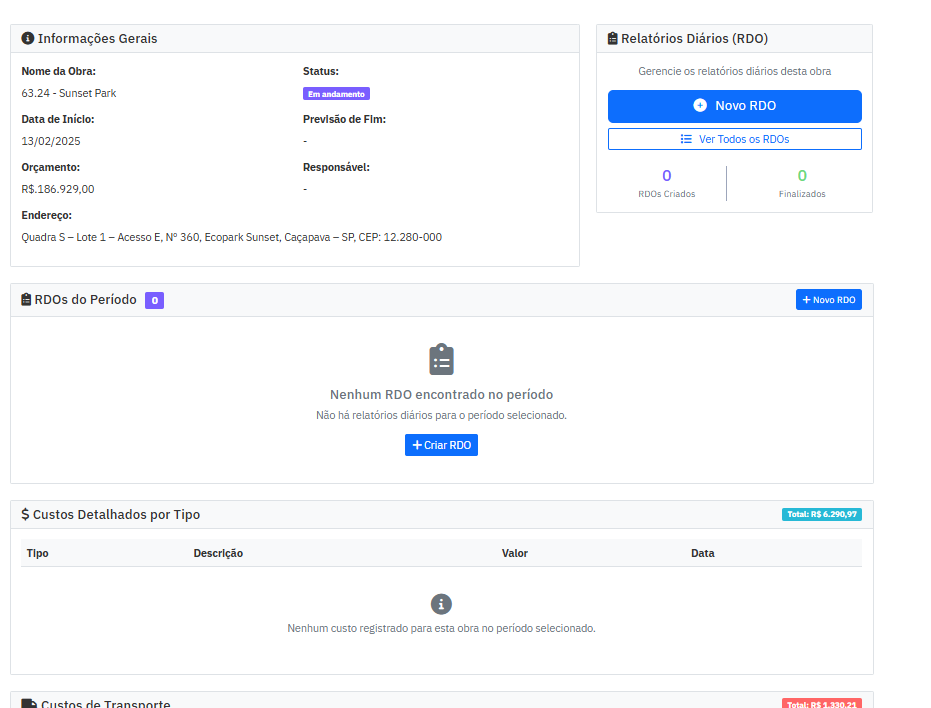 Informações Gerais
Nome da Obra:
63.24 - Sunset Park
Status:
Em andamento
Data de Início:
13/02/2025
Previsão de Fim:
-
Orçamento:
R$.186.929,00
Responsável:
-
Endereço:
Quadra S – Lote 1 – Acesso E, Nº 360, Ecopark Sunset, Caçapava – SP, CEP: 12.280-000
Relatórios Diários (RDO)
Gerencie os relatórios diários desta obra
Novo RDO
Ver Todos os RDOs
0
RDOs Criados
0
Finalizados
RDOs do Período 0
+ Novo RDO
Nenhum RDO encontrado no período
Não há relatórios diários para o período selecionado.
+ Criar RDO
$ Custos Detalhados por Tipo
Total: R$ 6.290,97
Tipo Descrição Valor Data
Nenhum custo registrado para esta obra no período selecionado.
Custos de Transporte
Total: R$ 1.330,21